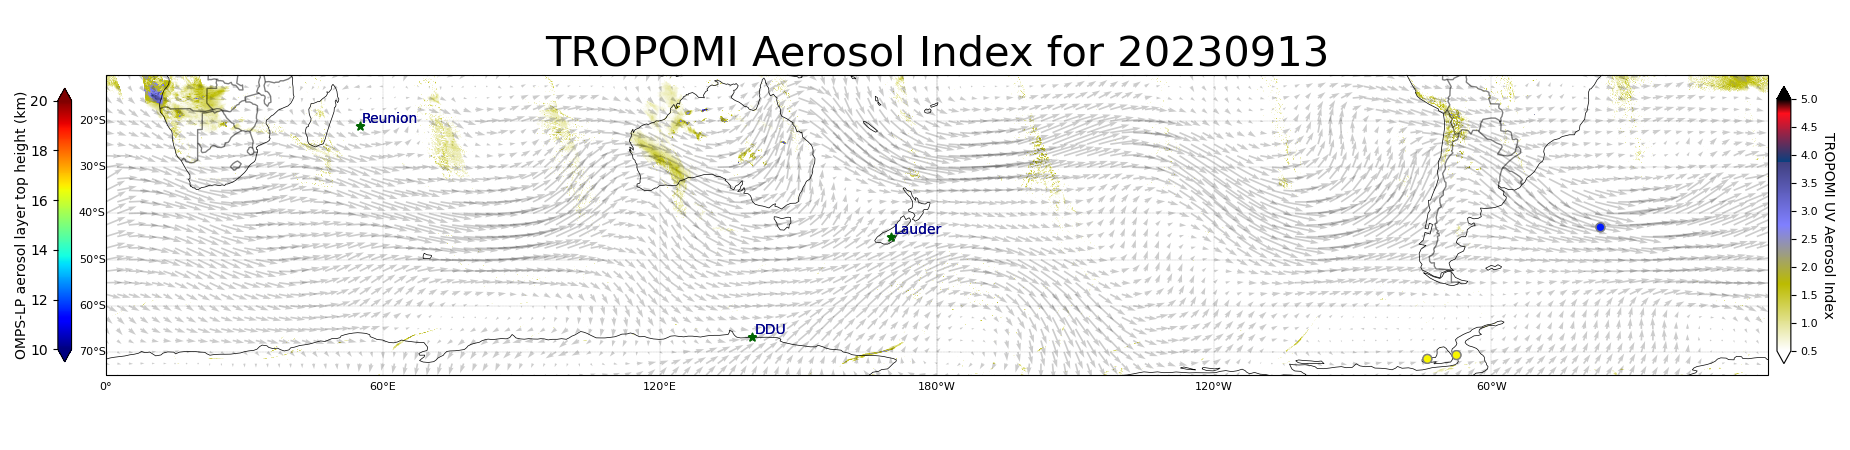 TROPOMI Aerosol Index for 20230913
OMPS-LP aerosol layer top height (km)
20
18
16
14
12
10
20°S
30°S
40°S
50°S
60°S
70°S
0°
60°E
120°E
180°W
120°W
60°W
Reunion
Lauder
DDU
5.0
4.5
4.0
3.5
3.0
2.5
2.0
1.5
1.0
0.5
TROPOMI UV Aerosol Index